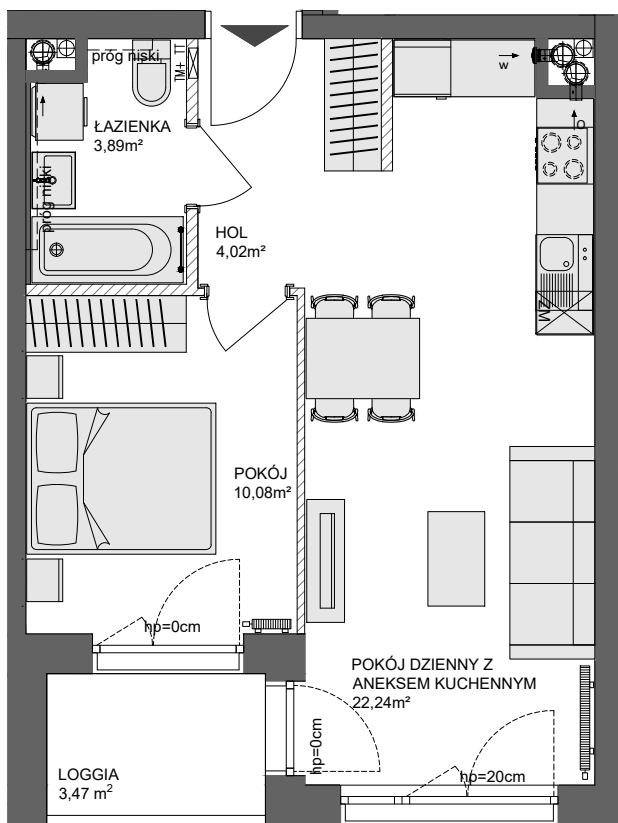 próg niski
TM+ TT
w
ŁAZIENKA
3,89m²
O
próg niski
HOL
4,02m²
ZM
POKÓJ
10,08m²
hp=0cm
POKÓJ DZIENNY Z
ANEKSEM KUCHENNYM
22,24m²
hp=0cm
LOGGIA
3,47 m²
hp=20cm